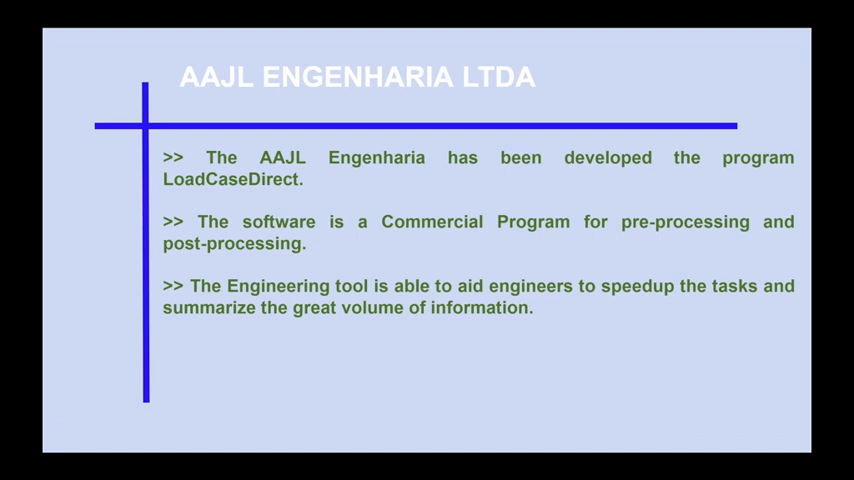 AAJL ENGENHARIA LTDA
>> The AAJL Engenharia has been developed the program
LoadCaseDirect.
>> The software is a Commercial Program for pre-processing and
post-processing.
>> The Engineering tool is able to aid engineers to speedup the tasks and
summarize the great volume of information.